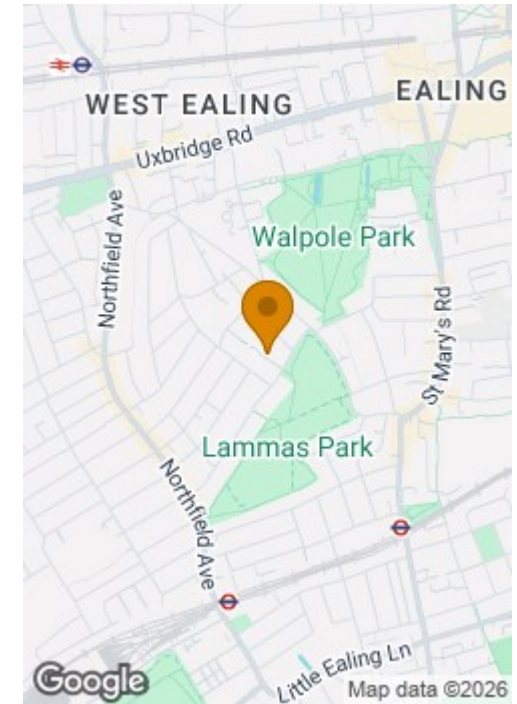 WEST EALING
EALING
Uxbridge Rd
Walpole Park
Northfield Ave
St Mary's Rd
Lammas Park
Northfield Ave
Little Ealing Ln
Google
Map data ©2026